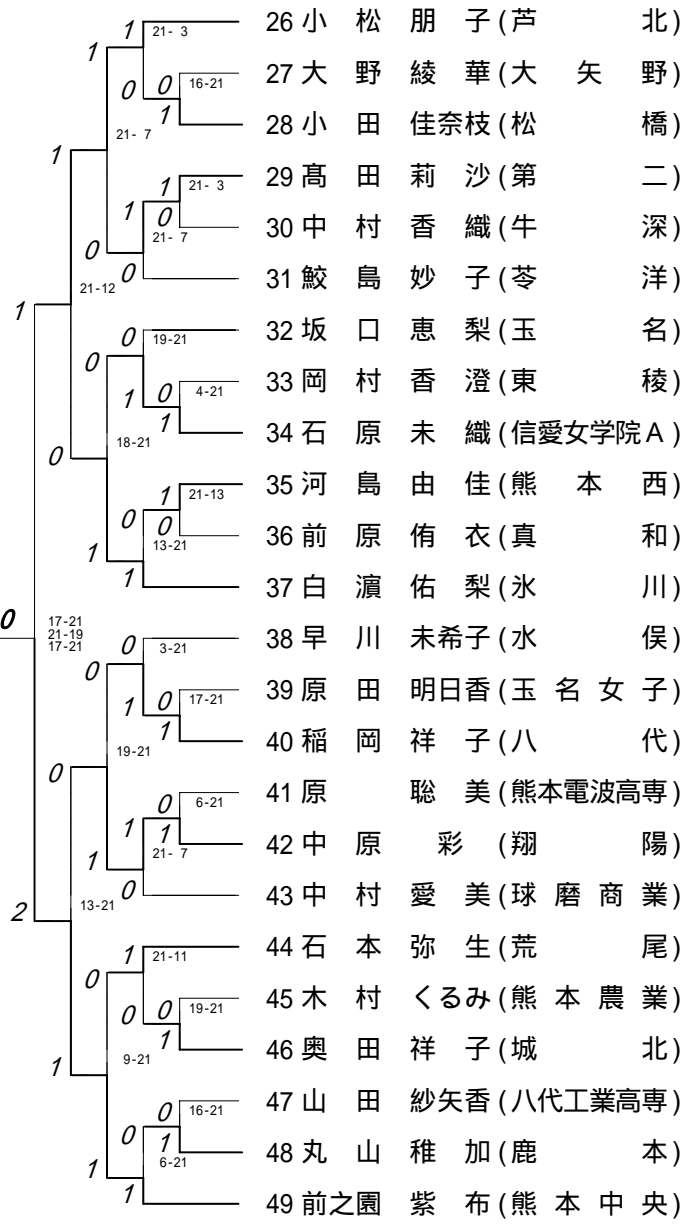 1 21- 3 26 小松朋子(芦北)
1
0 16-21 27 大野綾華(大矢野)
0
1 28 小田佳奈枝(松橋)
21- 7
1
1 21- 3 29 髙田莉沙(第二)
1
0 30 中村香織(牛深)
21- 7
0
0 31 鮫島妙子(苓洋)
21-12
1
0 19-21 32 坂口恵梨(玉名)
0
0 4-21 33 岡村香澄(東稜)
1
1 34 石原未織(信愛女学院A)
18-21
0
1 21-13 35 河島由佳(熊本西)
0
0 36 前原侑衣(真和)
13-21
1
1 37 白濵佑梨(氷川)
0
17-21
21-19
17-21
0 3-21 38 早川未希子(水俣)
0
0 17-21 39 原田明日香(玉名女子)
1
1 40 稲岡祥子(八代)
19-21
0
0 6-21 41 原聡美(熊本電波高専)
1
1 42 中原彩(翔陽)
21- 7
1
0 43 中村愛美(球磨商業)
13-21
2
1 21-11 44 石本弥生(荒尾)
0
0 19-21 45 木村くるみ(熊本農業)
0
1 46 奥田祥子(城北)
9-21
1
0 16-21 47 山田紗矢香(八代工業高専)
0
1 48 丸山稚加(鹿本)
6-21
1
1 49 前之園紫布(熊本中央)